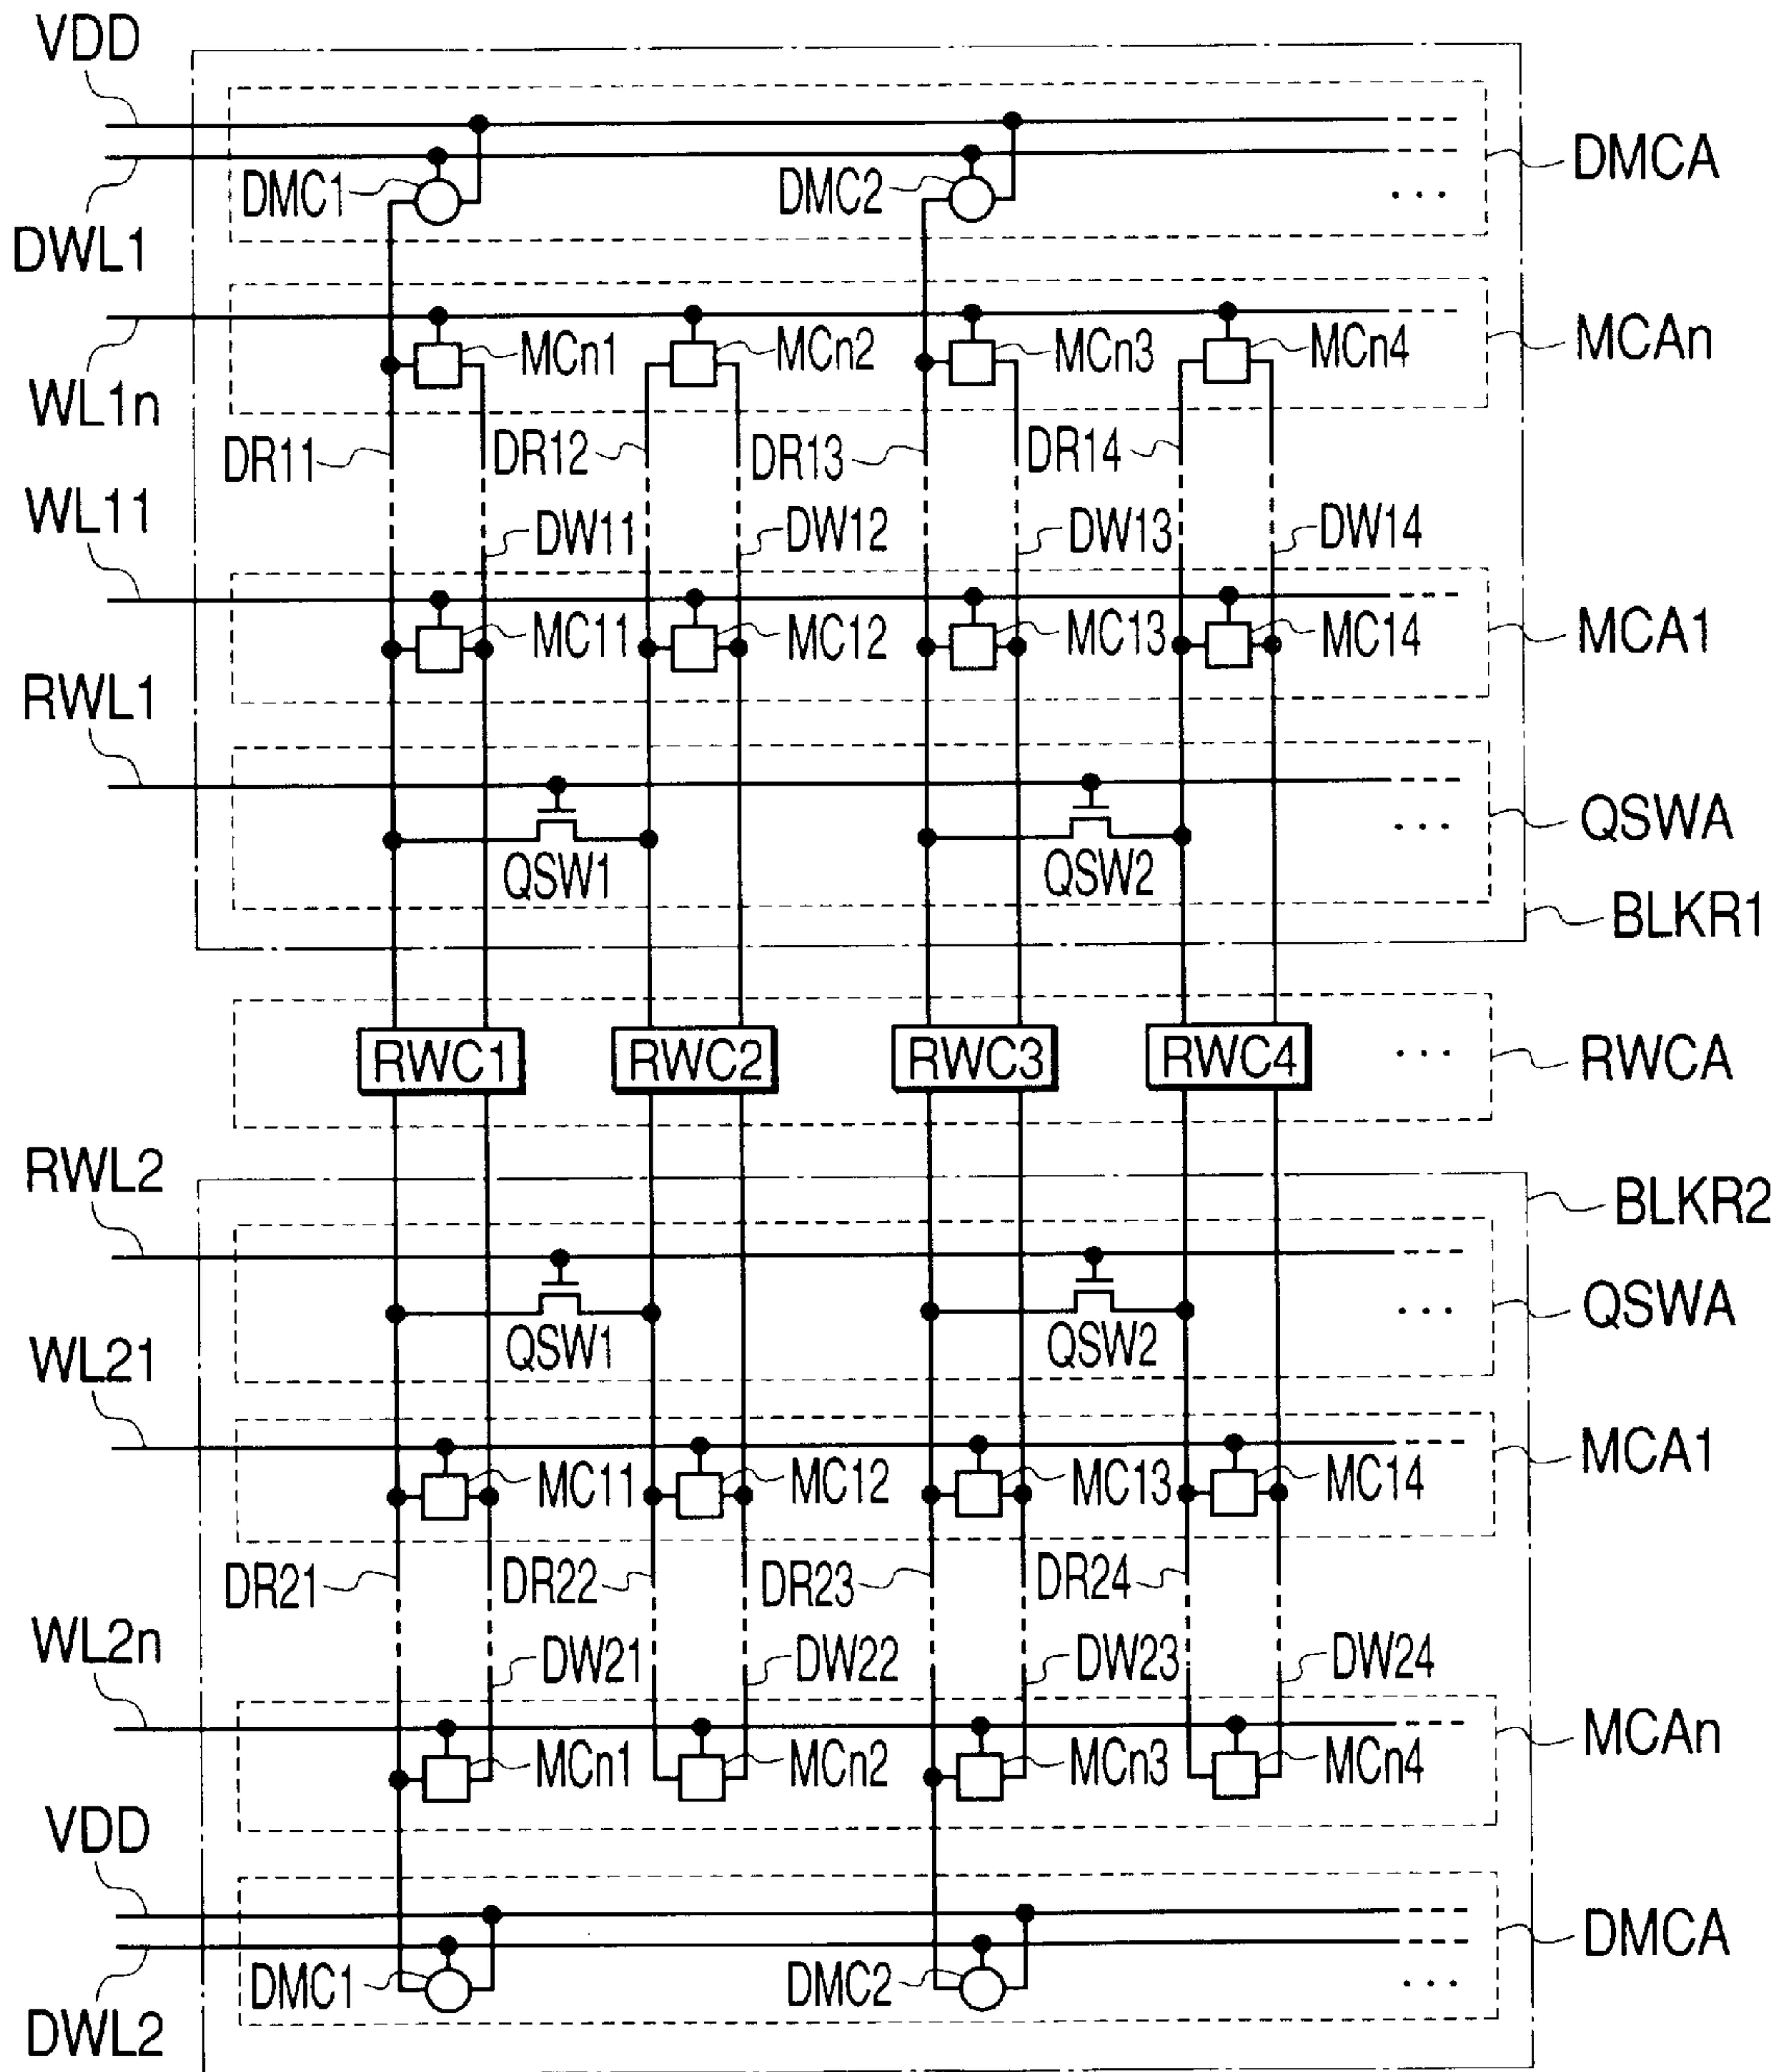 VDD
DMCA
DMC1
DMC2
...
DWL1
MCn1
MCn2
MCn3
MCn4
MCAn
WL1n
DR11
DR12
DR13
DR14
WL11
DW11
DW12
DW13
DW14
MC11
MC12
MC13
MC14
MCA1
RWL1
QSW1
QSW2
...
QSWA
BLKR1
RWC1
RWC2
RWC3
RWC4
...
RWCA
RWL2
BLKR2
QSW1
QSW2
...
QSWA
WL21
MC11
MC12
MC13
MC14
MCA1
DR21
DR22
DR23
DR24
WL2n
DW21
DW22
DW23
DW24
MCn1
MCn2
MCn3
MCn4
MCAn
VDD
DMC1
DMC2
...
DMCA
DWL2